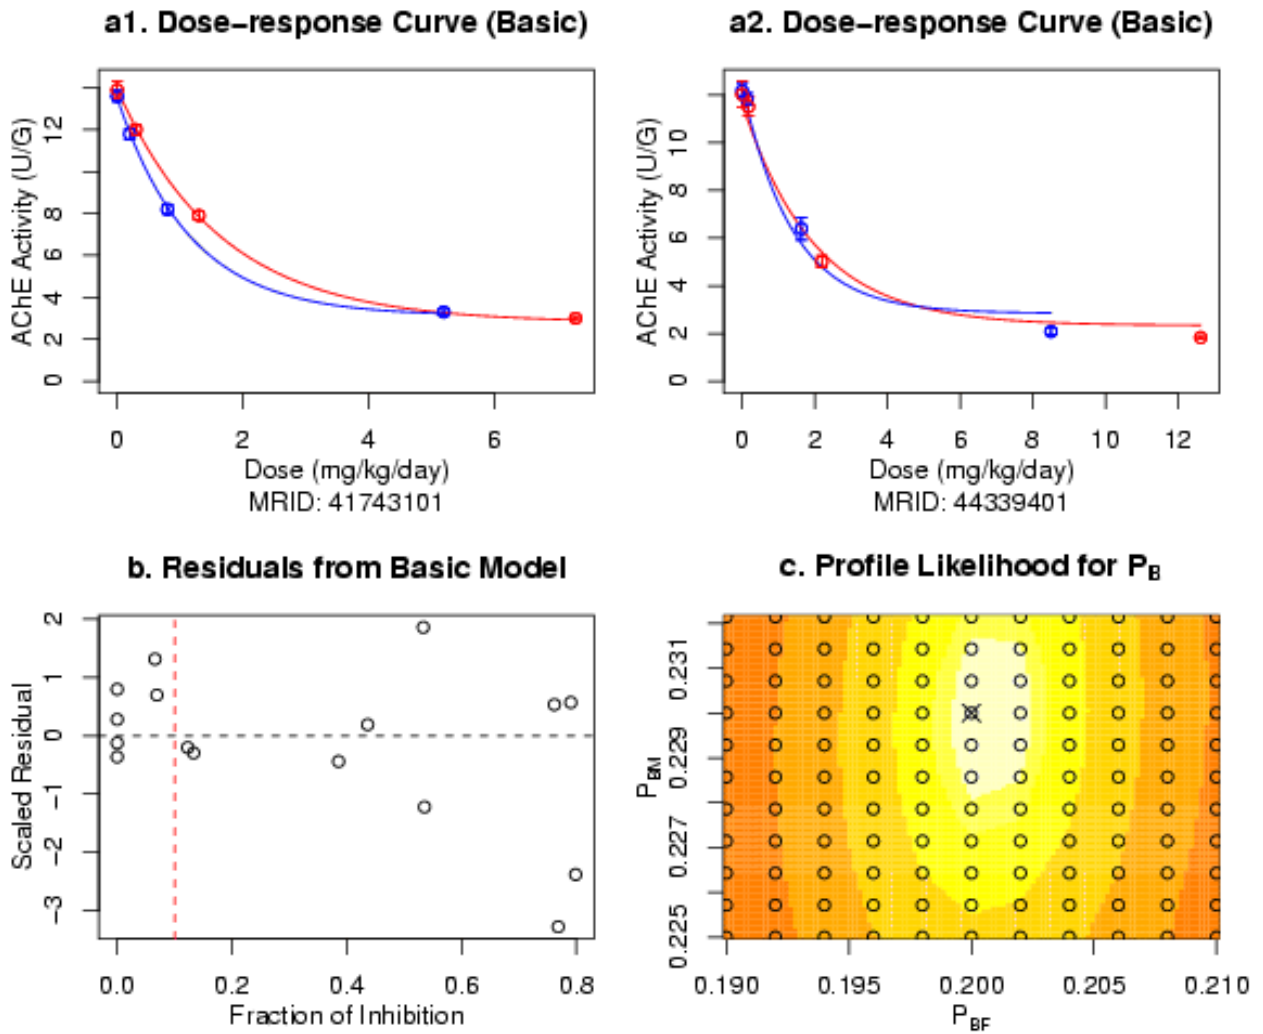 a1. Dose–response Curve (Basic)
AChE Activity (U/G)
0 2 4 6 8 12
0 2 4 6
Dose (mg/kg/day)
MRID: 41743101
a2. Dose–response Curve (Basic)
AChE Activity (U/G)
0 2 4 6 8 10
0 2 4 6 8 10 12
Dose (mg/kg/day)
MRID: 44339401
b. Residuals from Basic Model
Scaled Residual
−3 −2 −1 0 1 2
0.0 0.2 0.4 0.6 0.8
Fraction of Inhibition
c. Profile Likelihood for PB
PBM
0.225 0.227 0.229 0.231
0.190 0.195 0.200 0.205 0.210
PBF